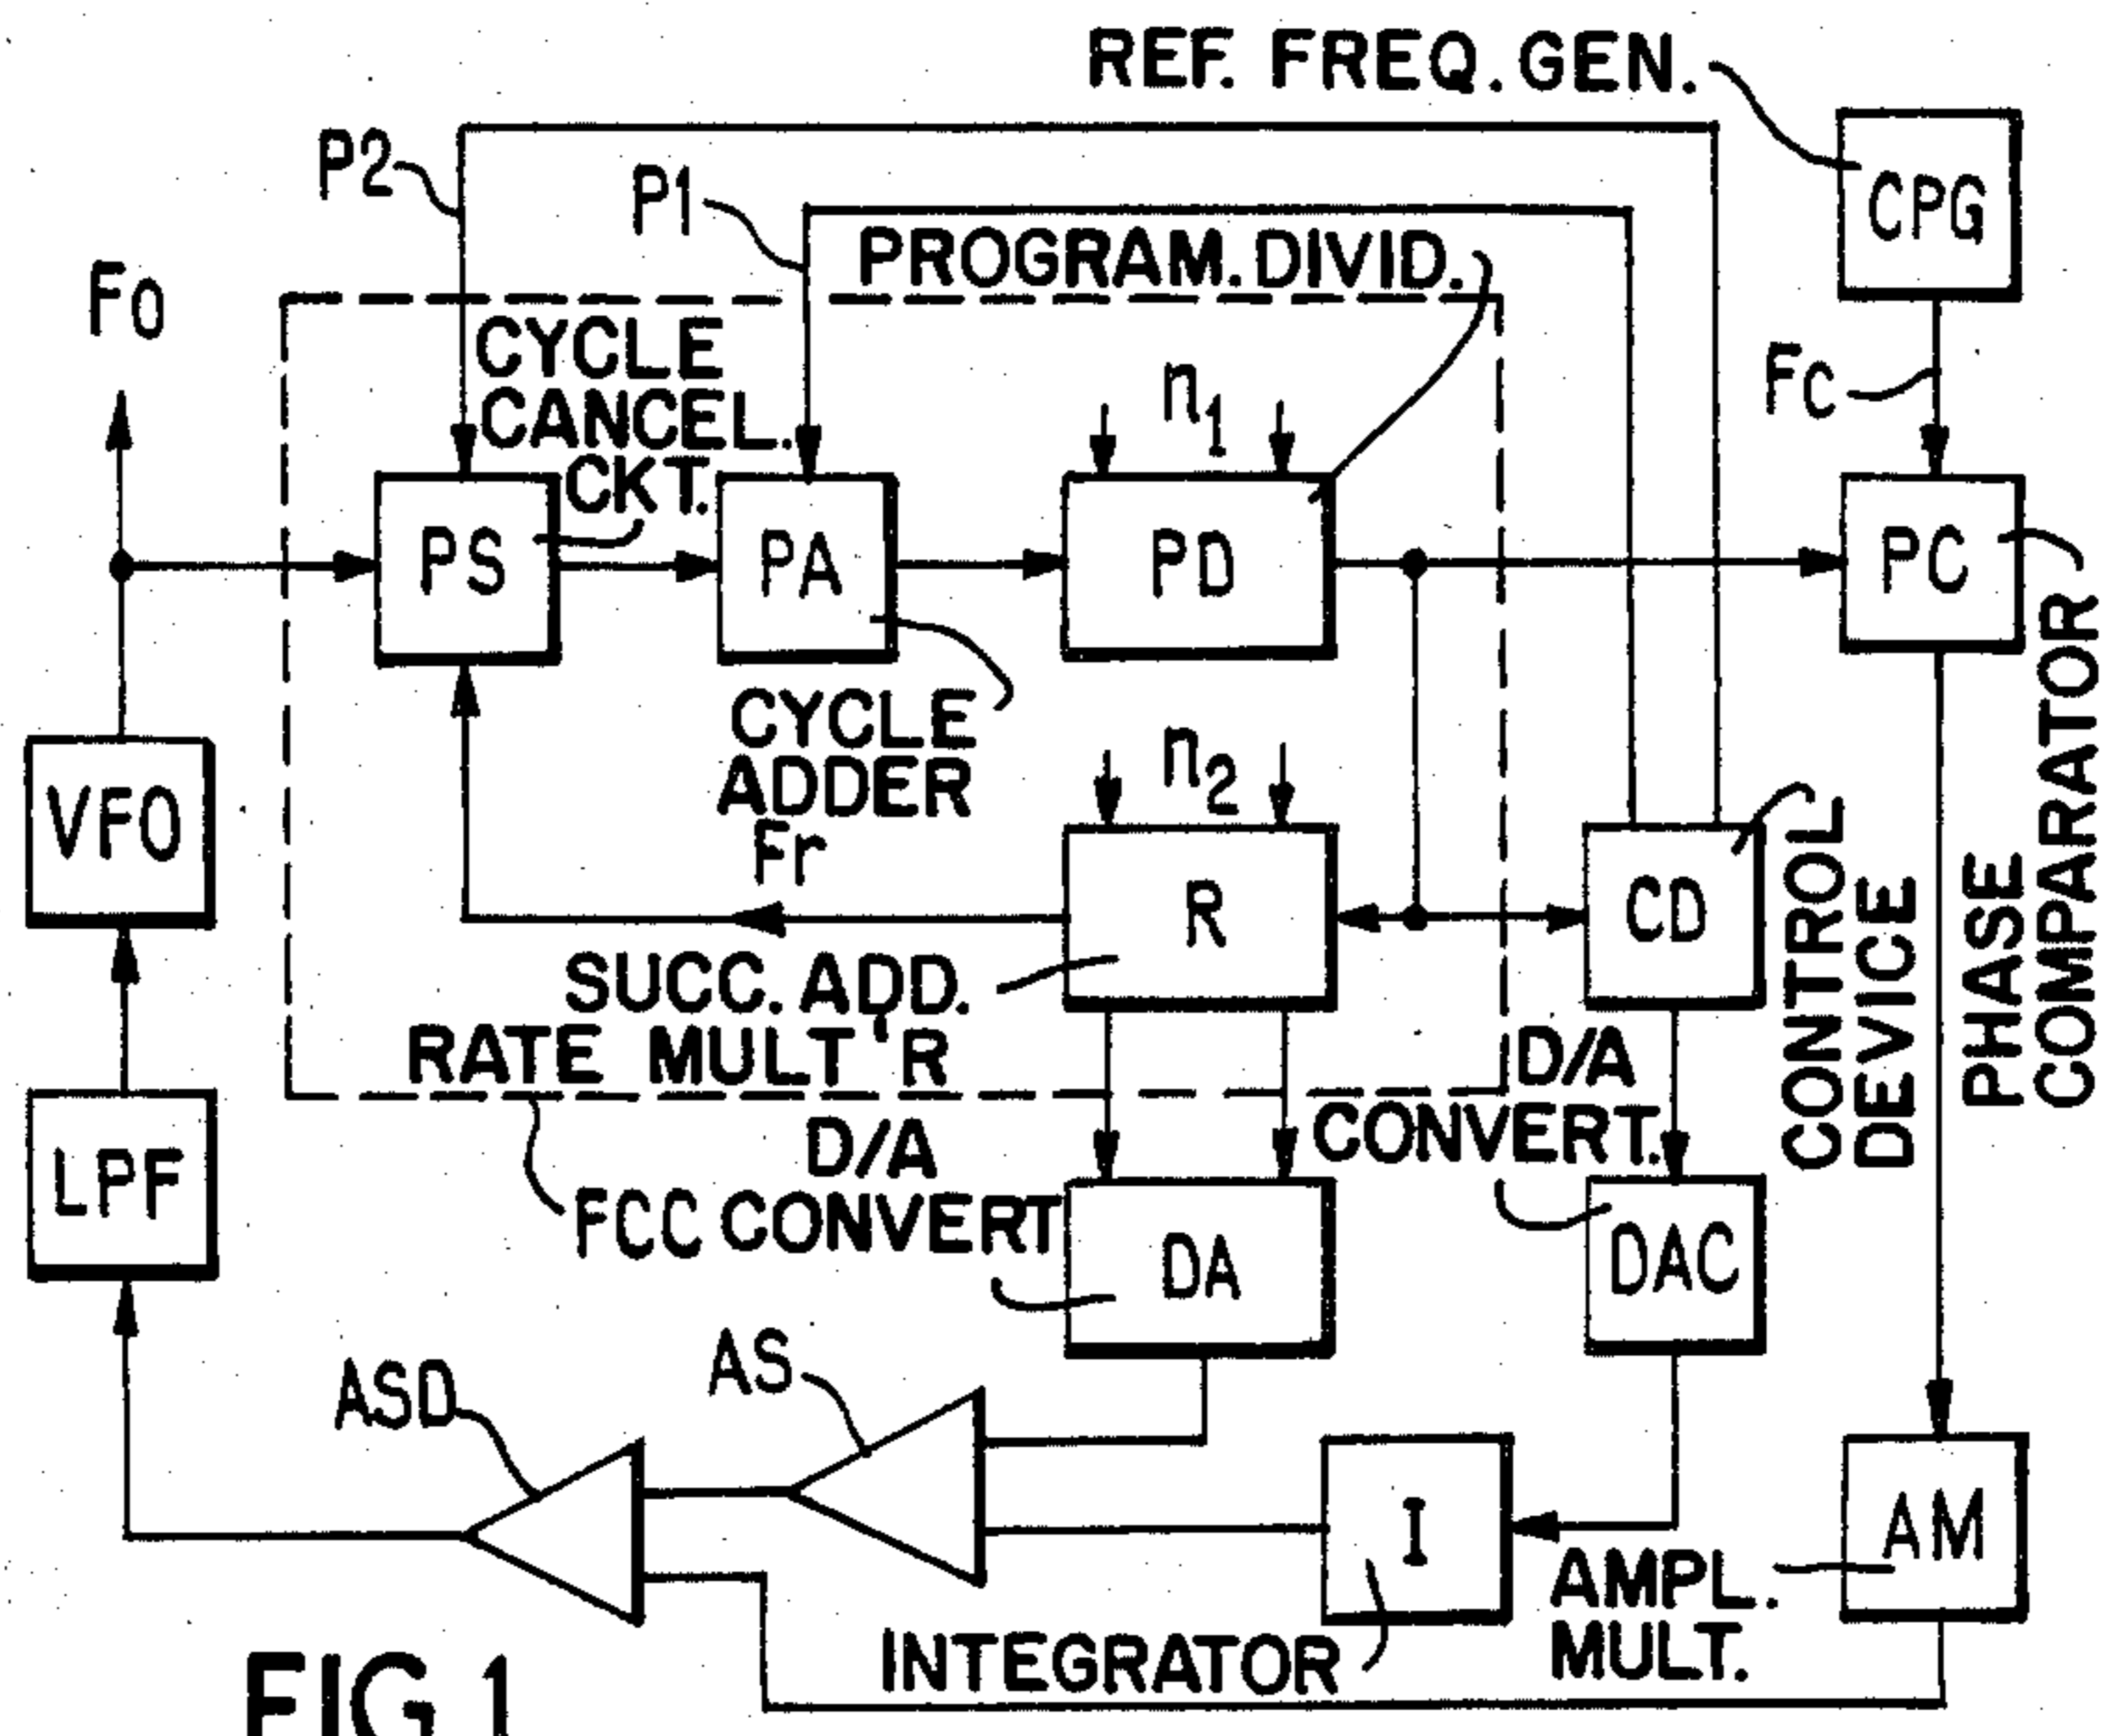 REF. FREQ. GEN.
P2
P1
CPG
PROGRAM. DIVID.
Fo
CYCLE
CANCEL.
CKT.
n1
Fc
PS
PA
PD
PC
CYCLE
ADDER
n2
Fr
VFO
R
CD
CONTROL
DEVICE
PHASE
COMPARATOR
SUCC. ADD.
RATE MULT'R
D/A
CONVERT.
LPF
D/A
CONVERT
FCC
DA
DAC
AS
ASD
I
AM
AMPL.
MULT.
INTEGRATOR
FIG.1